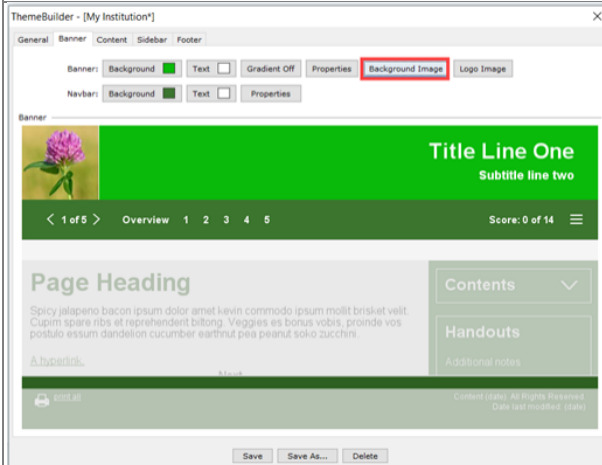 ThemeBuilder - [My Institution*]
General Banner Content Sidebar Footer
Banner: Background Text Gradient Off Properties Background Image Logo Image
Navbar: Background Text Properties
Banner
Title Line One
Subtitle line two
< 1 of 5 > Overview 1 2 3 4 5 Score: 0 of 14
Page Heading
Contents
Spicy jalapeno bacon ipsum dolor amet kevin commodo ipsum mollit brisket velit.
Cupim spare ribs et reprehenderit biltong. Veggies es bonus vobis, proinde vos
postulo essum dandelion cucumber earthnut pea peanut soko zucchini.
Handouts
A hyperlink.
Additional notes
Next
print all
Content (date). All Rights Reserved
Date last modified (date)
Save Save As... Delete